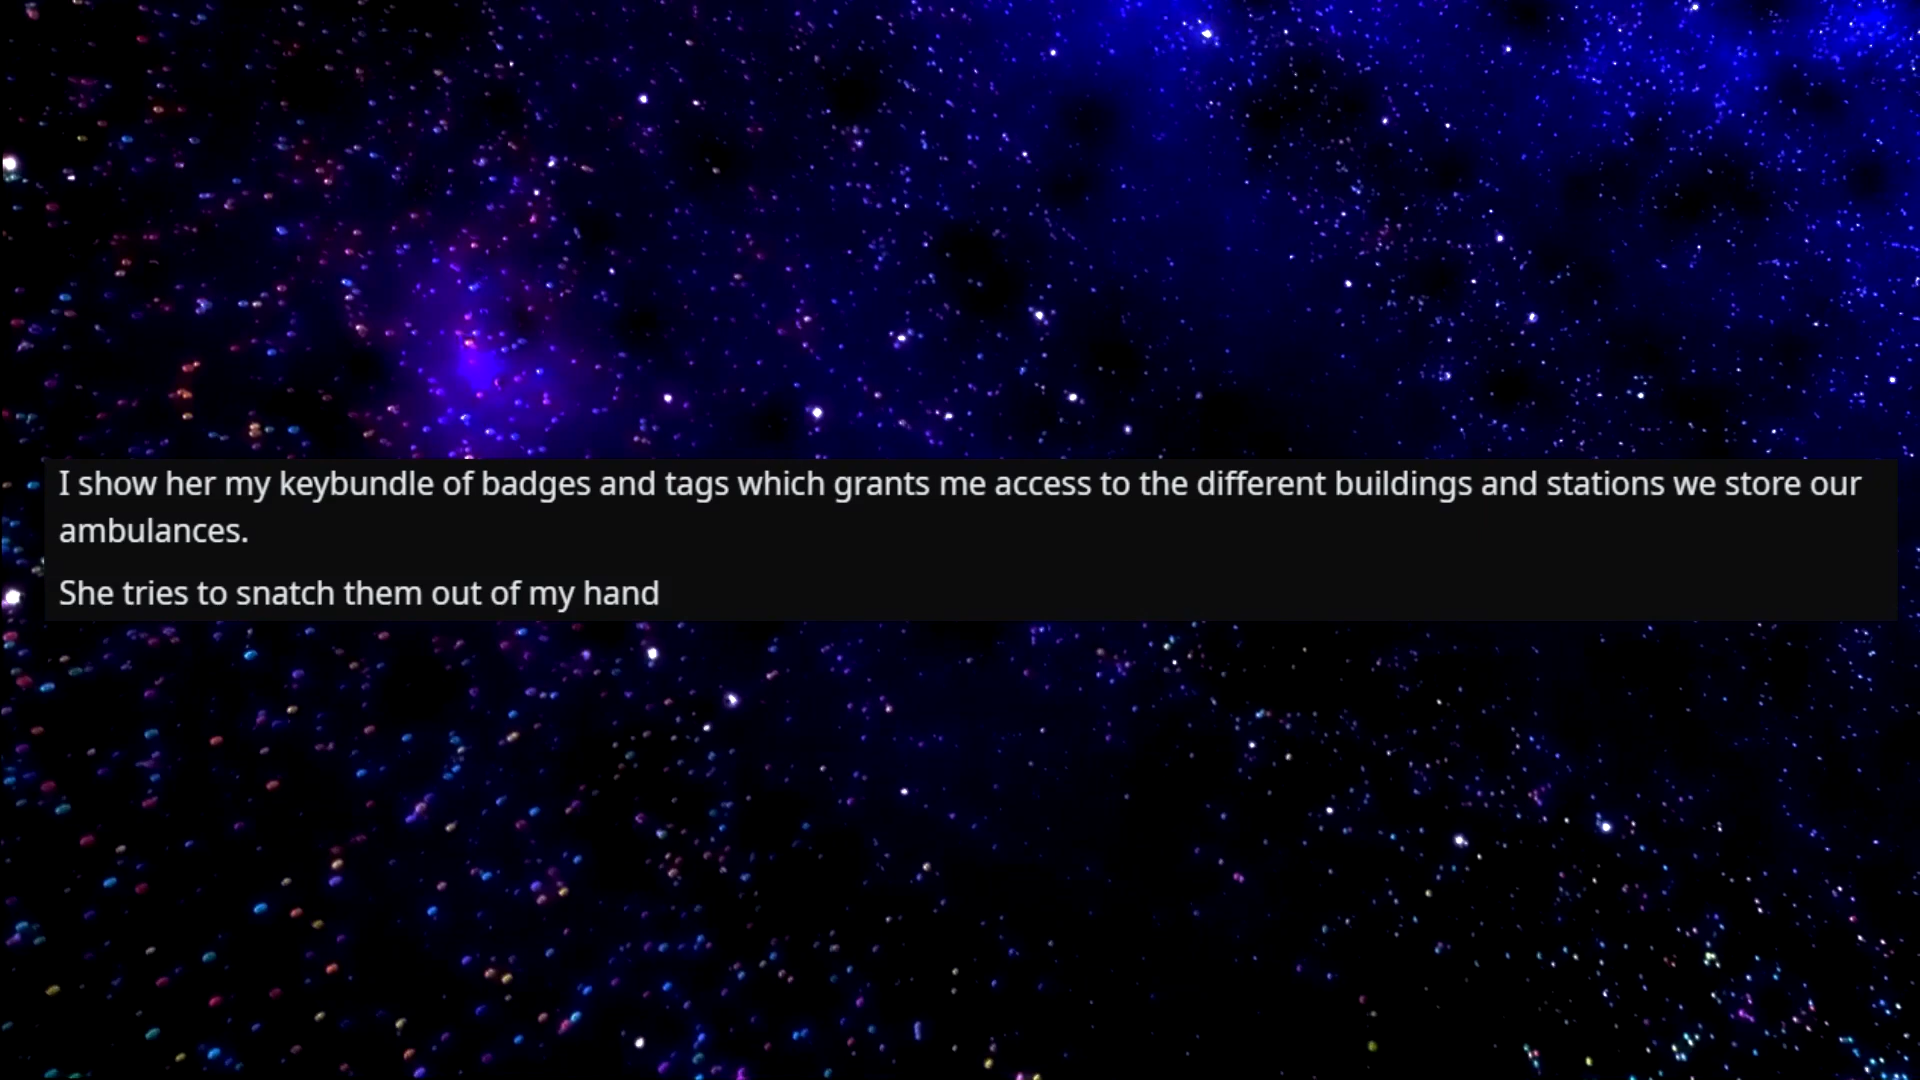 I show her my keybundle of badges and tags which grants me access to the different buildings and stations we store our
ambulances.
She tries to snatch them out of my hand